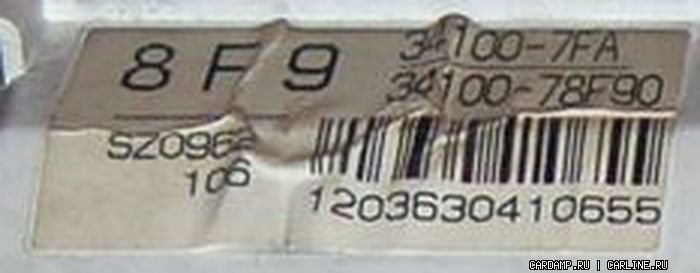 8F9
34100-7FA
34100-78F90
106
1203630410655
CARDAMP.RU | CARLINE.RU